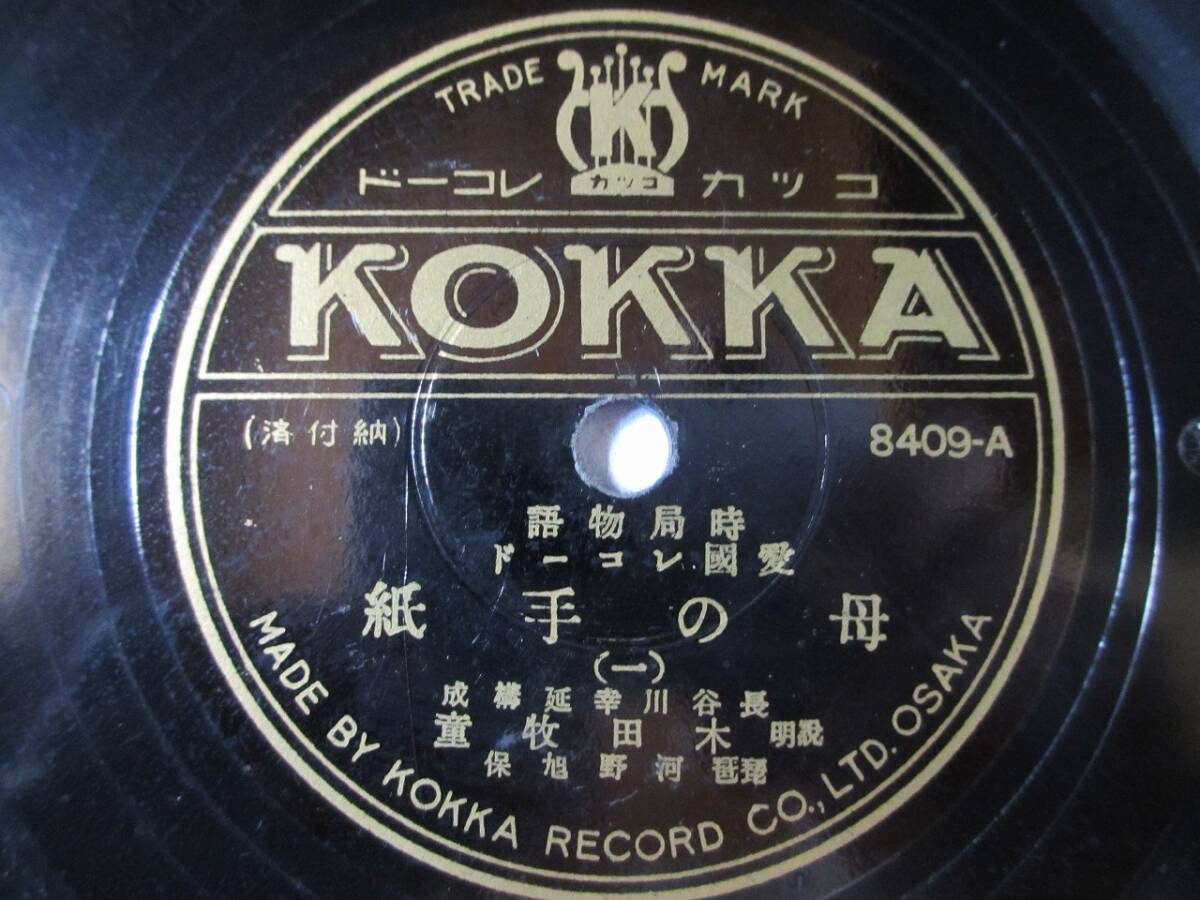 TRADE MARK
K
コツカ
コツカ レコード
KOKKA
(納付済)
8409-A
時局物語
愛國レコード
母の手紙
(一)
長谷川幸延構成
説明 木田牧童
琵琶 河野旭保
MADE BY KOKKA RECORD CO., LTD. OSAKA